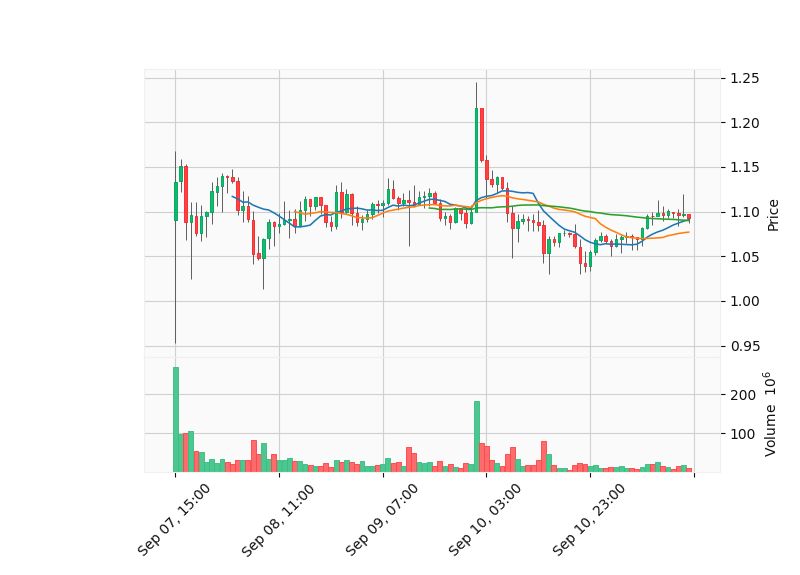 1.25
1.20
1.15
1.10
1.05
1.00
0.95
Price
200
100
Volume 10^6
Sep 07, 15:00
Sep 08, 11:00
Sep 09, 07:00
Sep 10, 03:00
Sep 10, 23:00